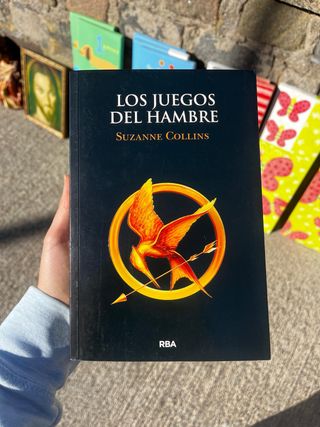 LOS JUEGOS
DEL HAMBRE
SUZANNE COLLINS
RBA